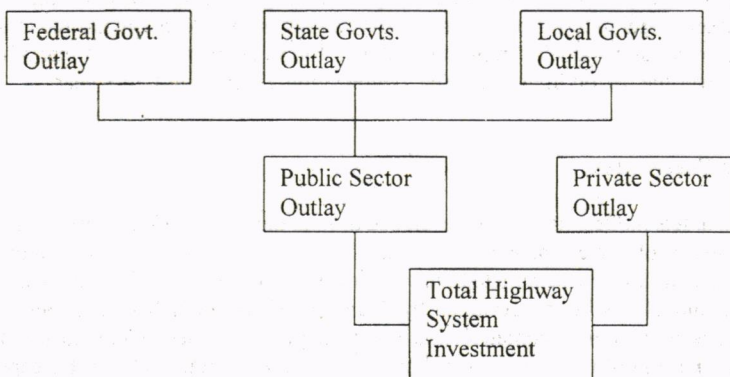 Federal Govt.
Outlay
State Govts.
Outlay
Local Govts.
Outlay
Public Sector
Outlay
Private Sector
Outlay
Total Highway
System
Investment